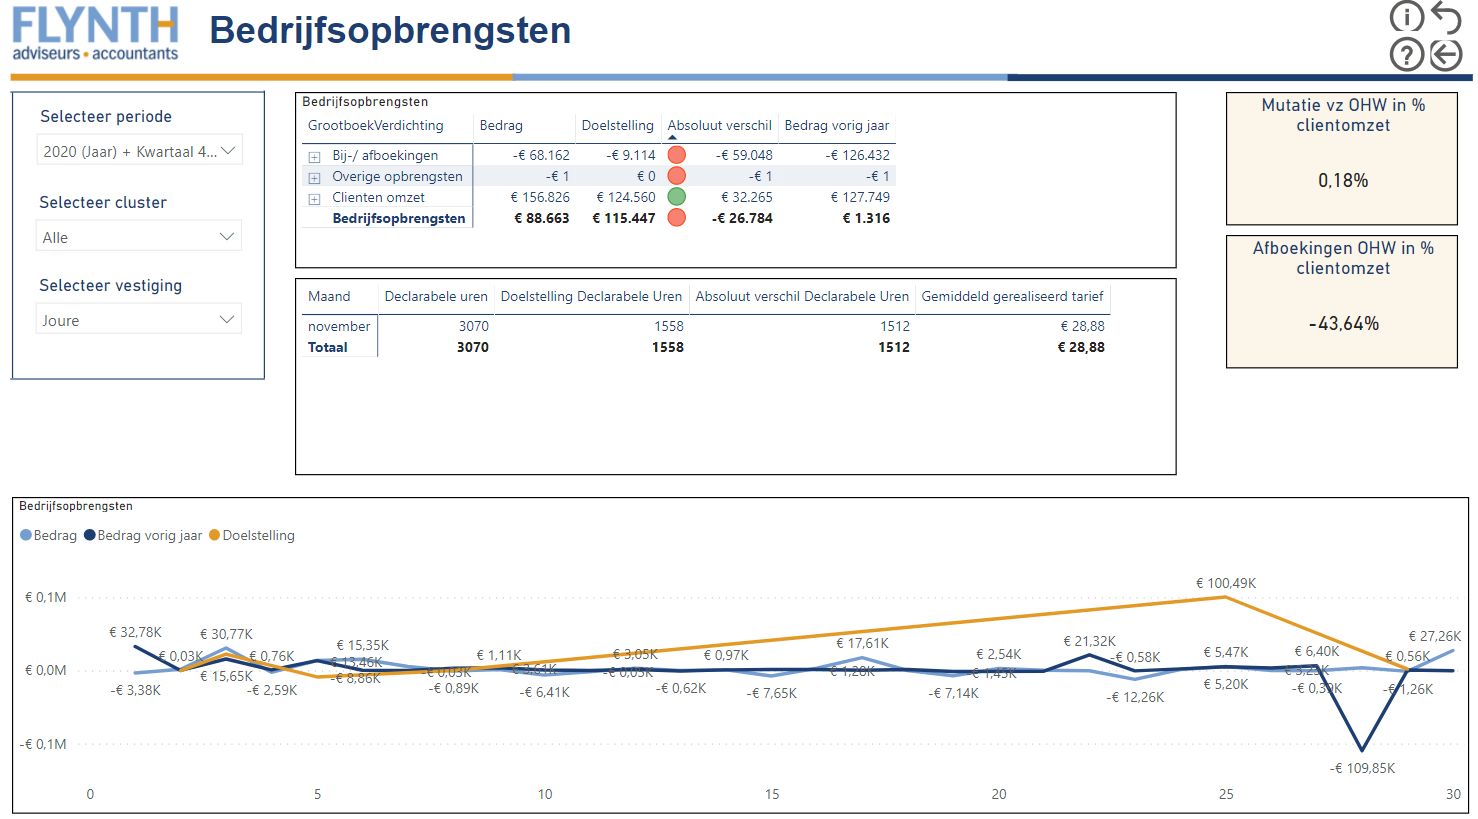 FLYNTH
adviseurs • accountants
Bedrijfsopbrengsten
Selecteer periode
2020 (Jaar) + Kwartaal 4...
Selecteer cluster
Alle
Selecteer vestiging
Joure
Bedrijfsopbrengsten
GrootboekVerdichting Bedrag Doelstelling Absoluut verschil Bedrag vorig jaar
Bij-/ afboekingen -€ 68.162 -€ 9.114 -€ 59.048 -€ 126.432
Overige opbrengsten -€ 1 € 0 -€ 1 -€ 1
Clienten omzet € 156.826 € 124.560 € 32.265 € 127.749
Bedrijfsopbrengsten € 88.663 € 115.447 -€ 26.784 € 1.316
Maand Declarabele uren Doelstelling Declarabele Uren Absoluut verschil Declarabele Uren Gemiddeld gerealiseerd tarief
november 3070 1558 1512 € 28,88
Totaal 3070 1558 1512 € 28,88
Mutatie vz OHW in %
clientomzet
0,18%
Afboekingen OHW in %
clientomzet
-43,64%
Bedrijfsopbrengsten
Bedrag Bedrag vorig jaar Doelstelling
€ 0,1M
€ 0,0M
-€ 0,1M
€ 32,78K
-€ 3,38K
€ 0,03K
€ 30,77K
€ 15,65K
€ 0,76K
-€ 2,59K
€ 15,35K
€ 13,46K
-€ 8,86K
-€ 0,03K
-€ 0,89K
€ 1,11K
-€ 6,41K
€ 3,05K
-€ 0,05K
-€ 0,62K
€ 0,97K
-€ 7,65K
€ 17,61K
€ 1,28K
-€ 7,14K
€ 2,54K
-€ 1,45K
€ 21,32K
-€ 0,58K
-€ 12,26K
€ 100,49K
€ 5,47K
€ 5,20K
€ 6,40K
-€ 0,39K
-€ 109,85K
€ 0,56K
-€ 1,26K
€ 27,26K
0 5 10 15 20 25 30